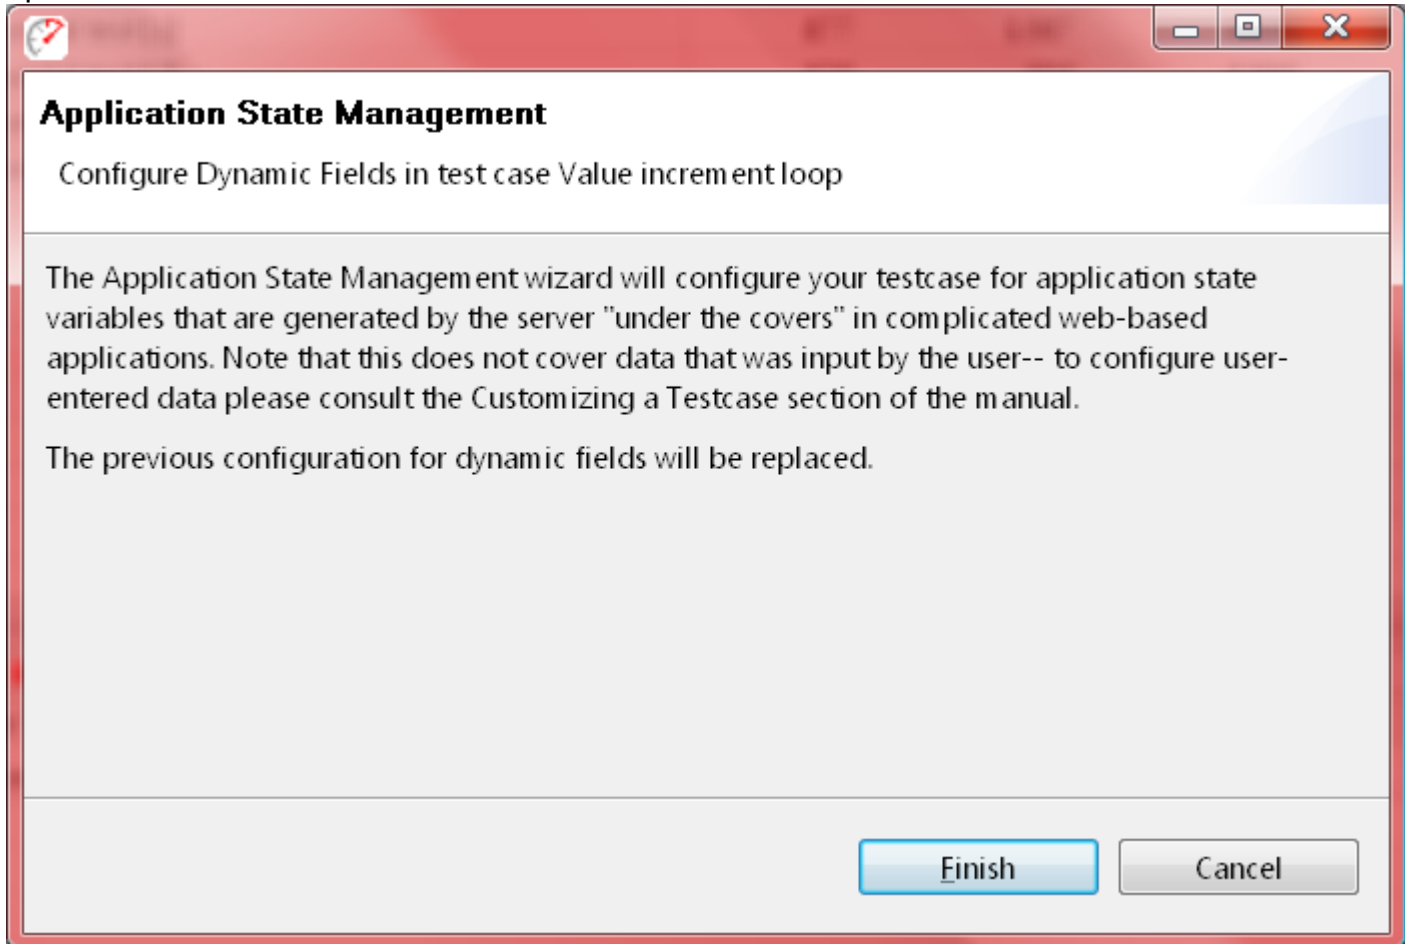 Application State Management
Configure Dynamic Fields in test case Value increment loop
The Application State Management wizard will configure your testcase for application state
variables that are generated by the server "under the covers" in complicated web-based
applications. Note that this does not cover data that was input by the user-- to configure user-
entered data please consult the Customizing a Testcase section of the manual.
The previous configuration for dynamic fields will be replaced.
Finish
Cancel